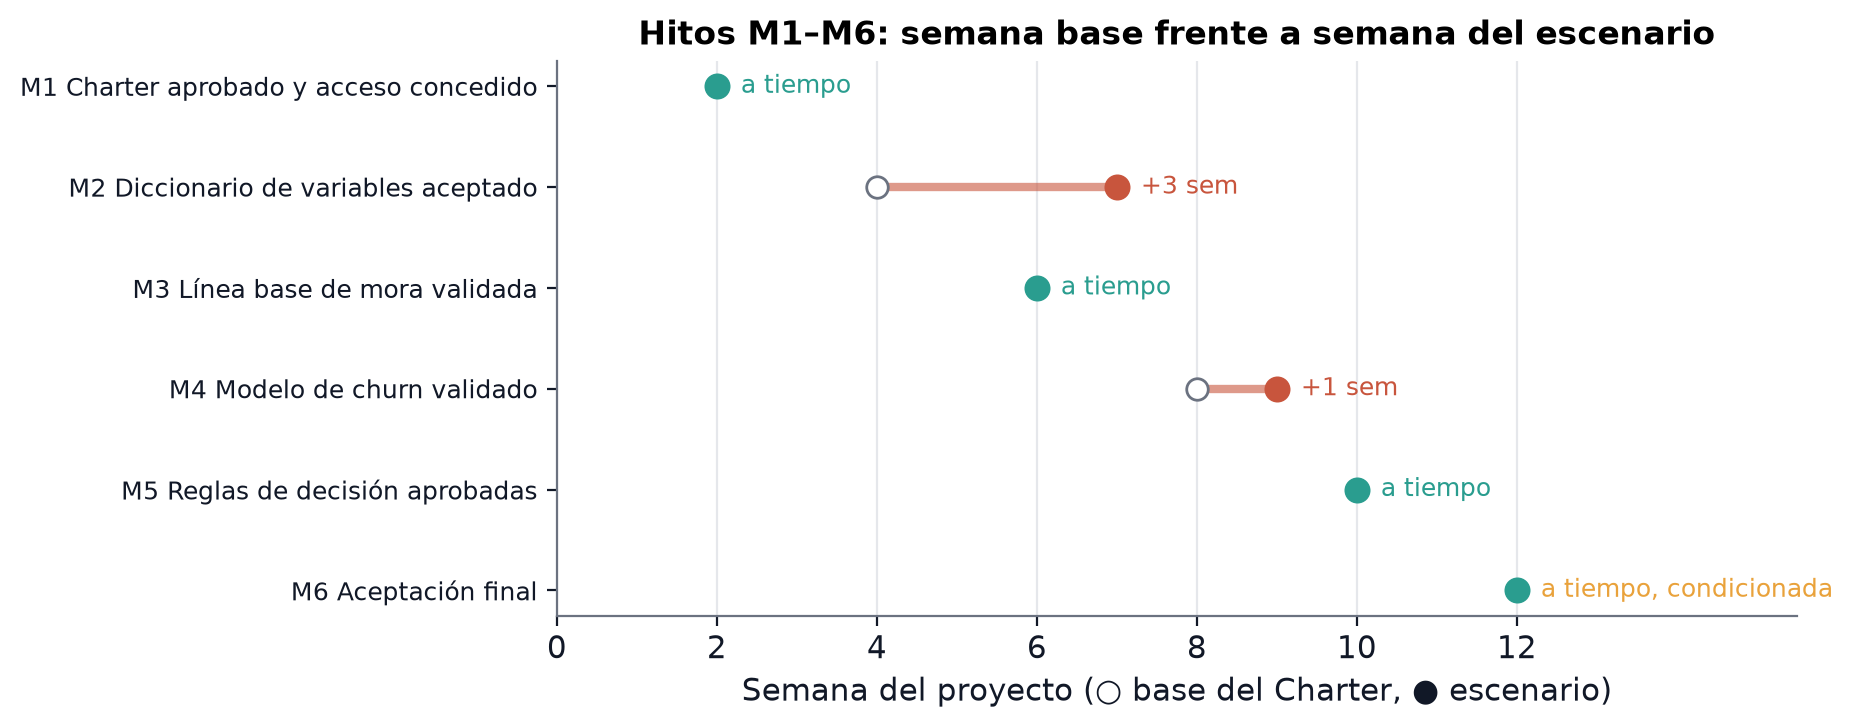 Hitos M1–M6: semana base frente a semana del escenario
M1 Charter aprobado y acceso concedido
a tiempo
M2 Diccionario de variables aceptado
+3 sem
M3 Línea base de mora validada
a tiempo
M4 Modelo de churn validado
+1 sem
M5 Reglas de decisión aprobadas
a tiempo
M6 Aceptación final
a tiempo, condicionada
0 2 4 6 8 10 12
Semana del proyecto (○ base del Charter, ● escenario)